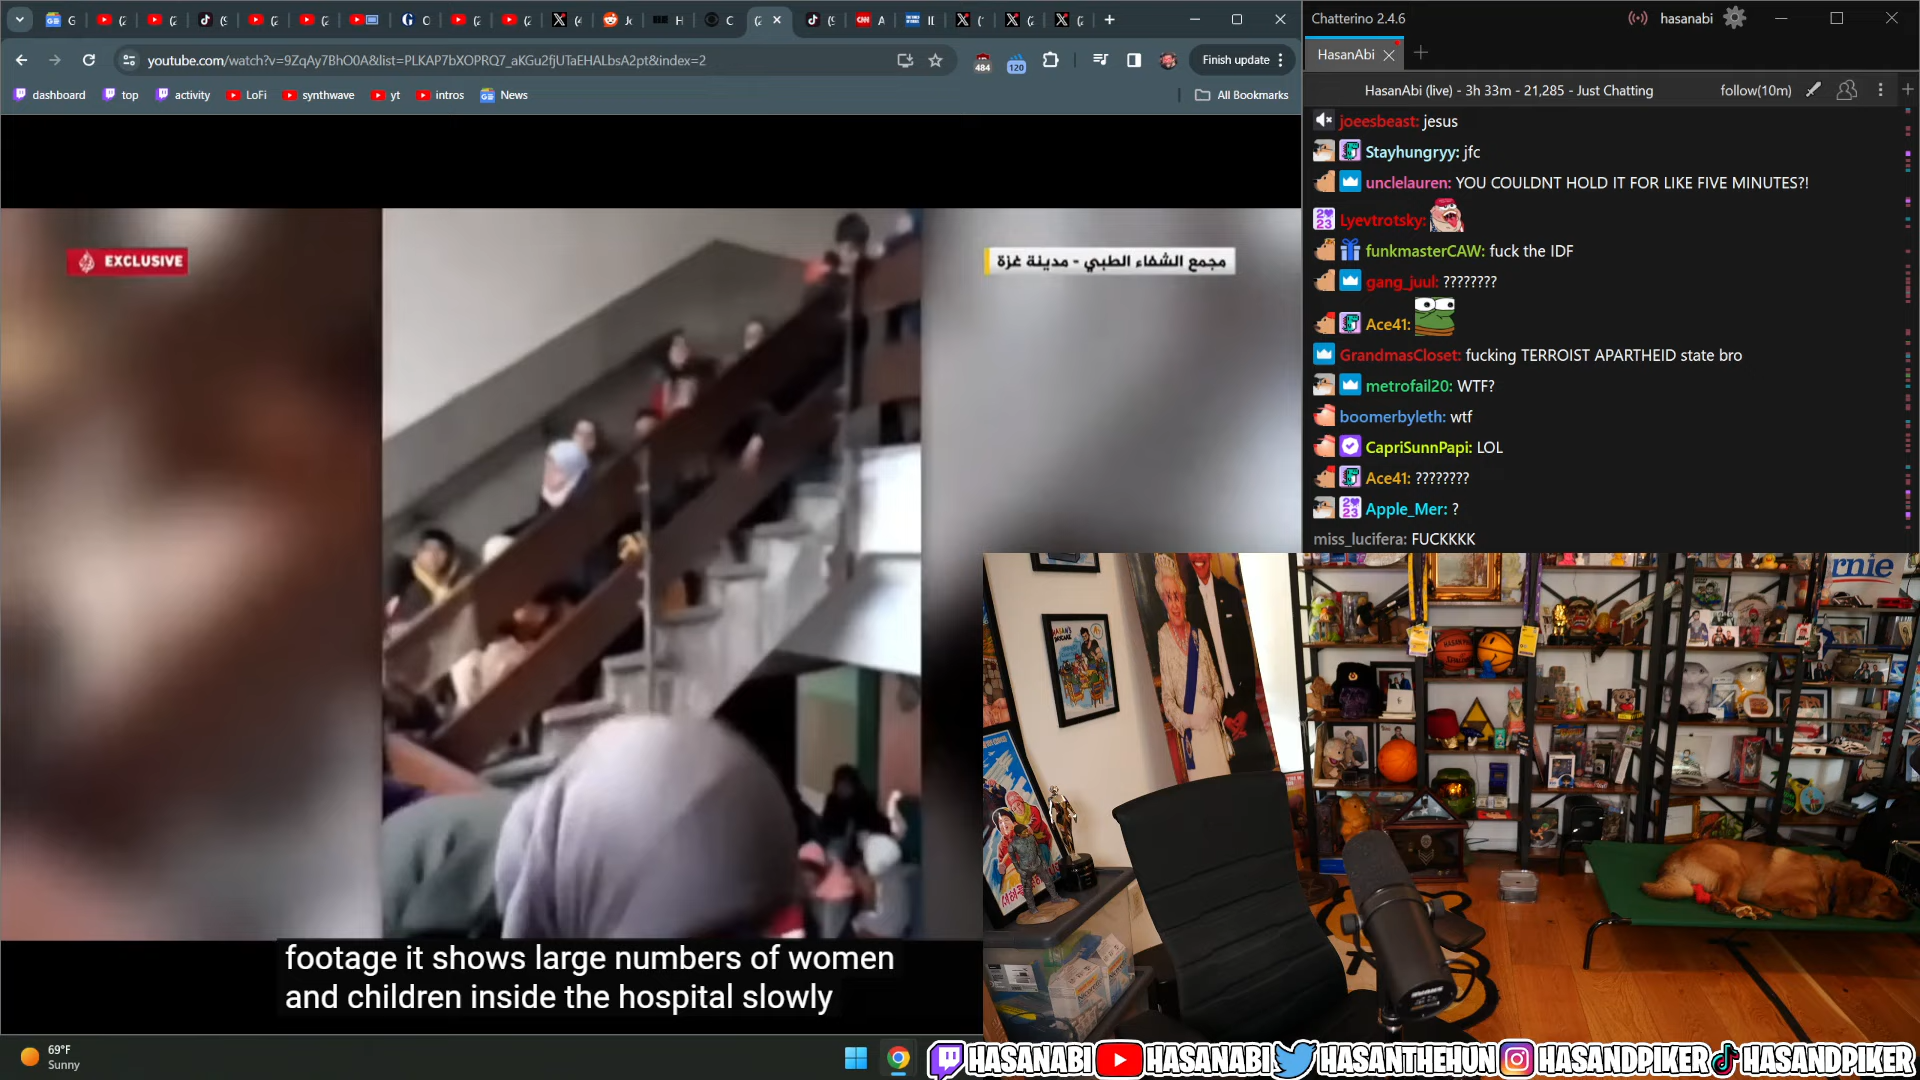 Finish update
youtube.com/watch?v=9ZqAy7BhO0A&list=PLKAP7bXOPRQ7_aKGu2fjUTaEHALbsA2pt&index=2
484
120
dashboard
top
activity
LoFi
synthwave
yt
intros
News
All Bookmarks
EXCLUSIVE
مجمع الشفاء الطبي - مدينة غزة
footage it shows large numbers of women
and children inside the hospital slowly
Chatterino 2.4.6
hasanabi
HasanAbi
HasanAbi (live) - 3h 33m - 21,285 - Just Chatting
follow(10m)
joeesbeast: jesus
Stayhungryy: jfc
unclelauren: YOU COULDNT HOLD IT FOR LIKE FIVE MINUTES?!
Lyevtrotsky:
funkmasterCAW: fuck the IDF
gang_juul: ????????
Ace41:
GrandmasCloset: fucking TERROIST APARTHEID state bro
metrofail20: WTF?
boomerbyleth: wtf
CapriSunnPapi: LOL
Ace41: ????????
Apple_Mer: ?
miss_lucifera: FUCKKKK
rnie
69°F
Sunny
HASANABI
HASANABI
HASANTHEHUN
HASANDPIKER
HASANDPIKER